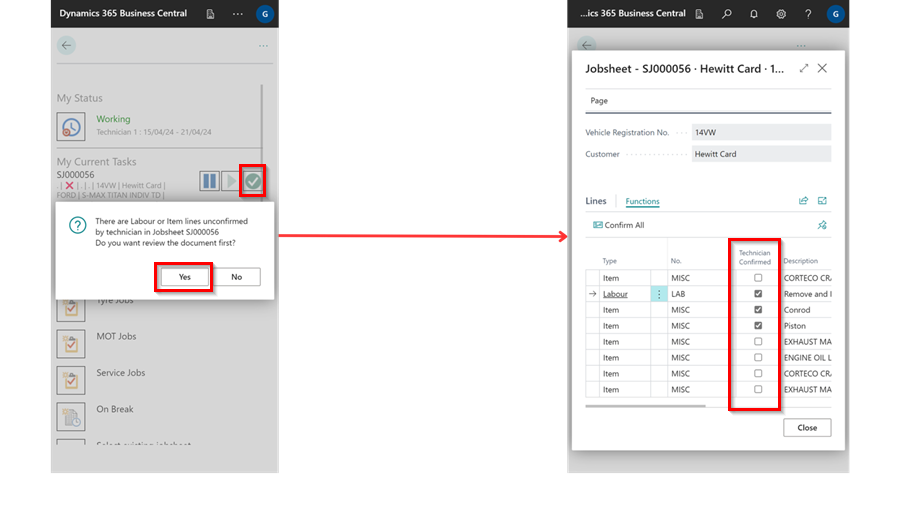 Dynamics 365 Business Central
G
My Status
Working
Technician 1 : 15/04/24 - 21/04/24
My Current Tasks
SJ000056
. | ❌ | . | . | 14VW | Hewitt Card |
FORD | S-MAX TITAN INDIV TD |
There are Labour or Item lines unconfirmed
by technician in Jobsheet SJ000056
Do you want review the document first?
Yes
No
Tyre Jobs
MOT Jobs
Service Jobs
On Break
Select existing jobsheet
...ics 365 Business Central
G
Jobsheet - SJ000056 · Hewitt Card · 1...
Page
Vehicle Registration No.
14VW
Customer
Hewitt Card
Lines
Functions
Confirm All
Type
No.
Technician
Confirmed
Description
Item MISC CORTECO CRA
Labour LAB Remove and I
Item MISC Conrod
Item MISC Piston
Item MISC EXHAUST MA
Item MISC ENGINE OIL L
Item MISC CORTECO CRA
Item MISC EXHAUST MA
Close